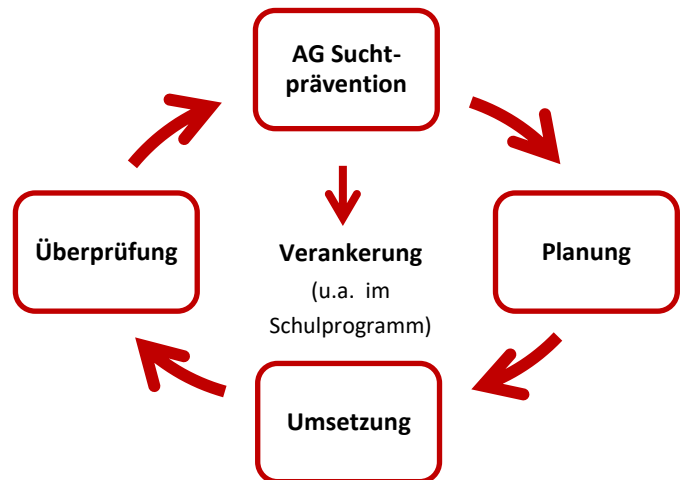 AG Sucht-
prävention
Überprüfung
Verankerung
(u.a. im
Schulprogramm)
Planung
Umsetzung